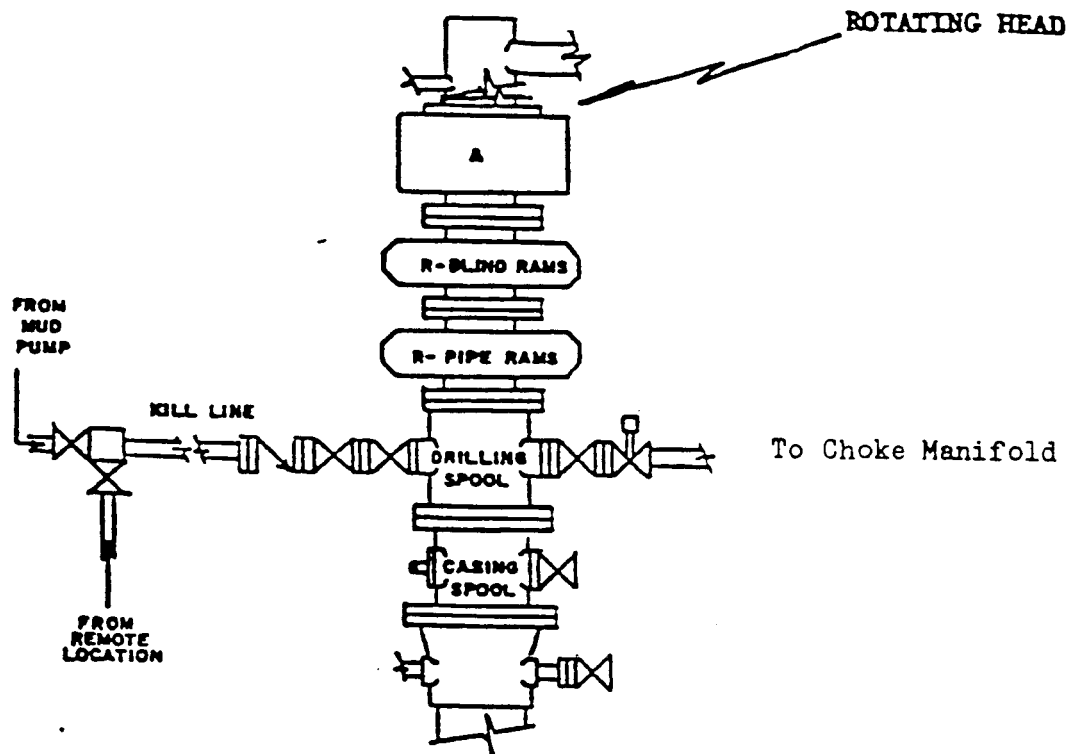 ROTATING HEAD
A
R-BLIND RAMS
FROM
MUD
PUMP
R- PIPE RAMS
KILL LINE
DRILLING
SPOOL
To Choke Manifold
CASING
SPOOL
FROM
REMOTE
LOCATION